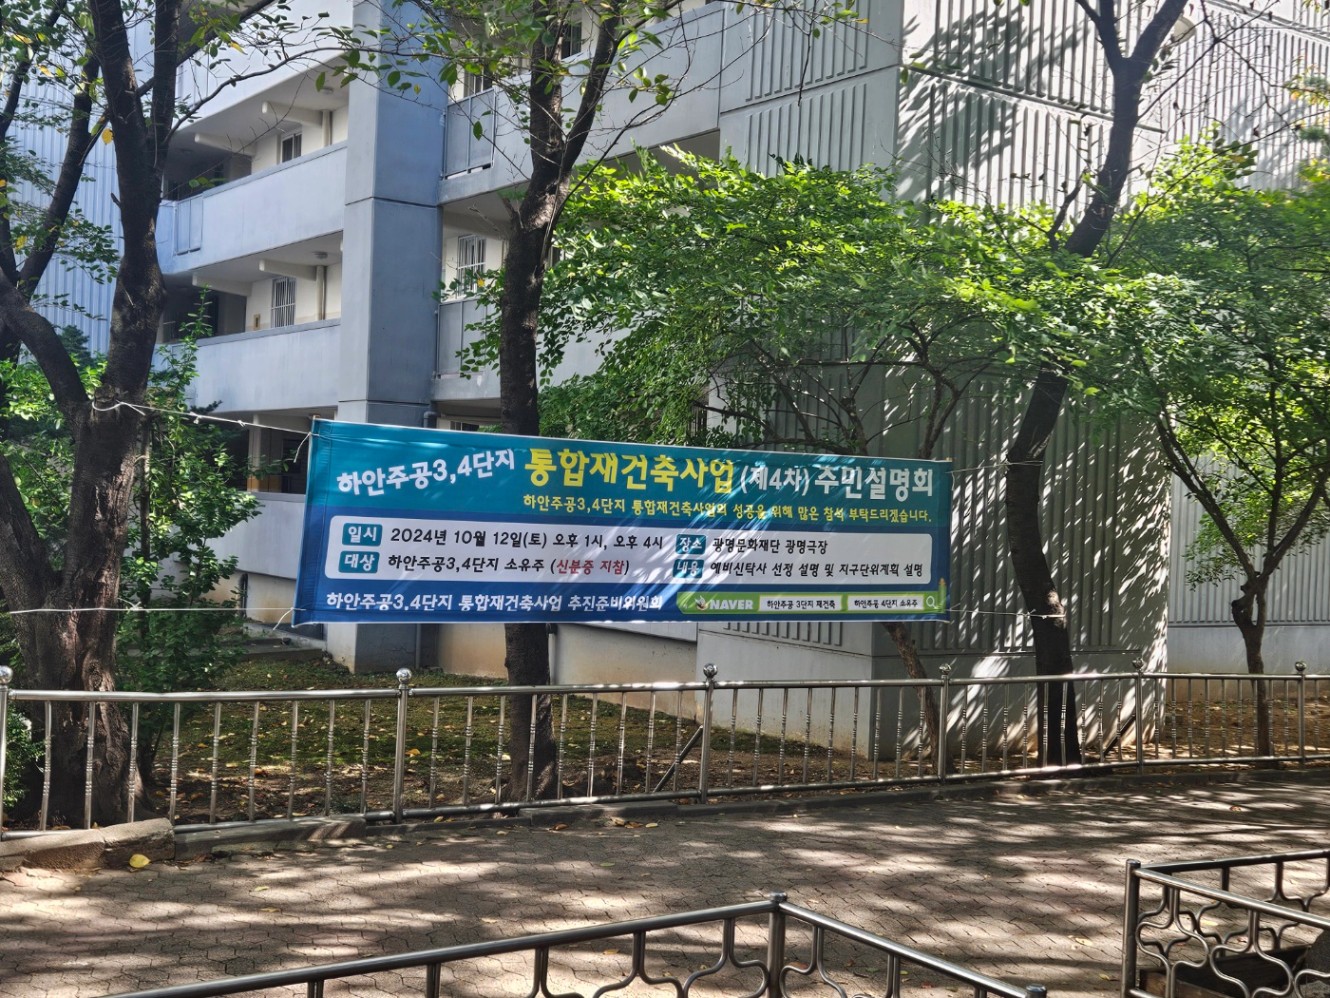 하안주공3,4단지 통합재건축사업 (제4차) 주민설명회
하안주공3,4단지 통합재건축사업의 성공을 위해 많은 참석 부탁드리겠습니다.
일시 2024년 10월 12일(토) 오후 1시, 오후 4시 장소 광명문화재단 광명극장
대상 하안주공3,4단지 소유주 (신분증 지참) 내용 예비신탁사 선정 설명 및 지구단위계획 설명
하안주공3,4단지 통합재건축사업 추진준비위원회 NAVER 하안주공 3단지 재건축 하안주공 4단지 소유주